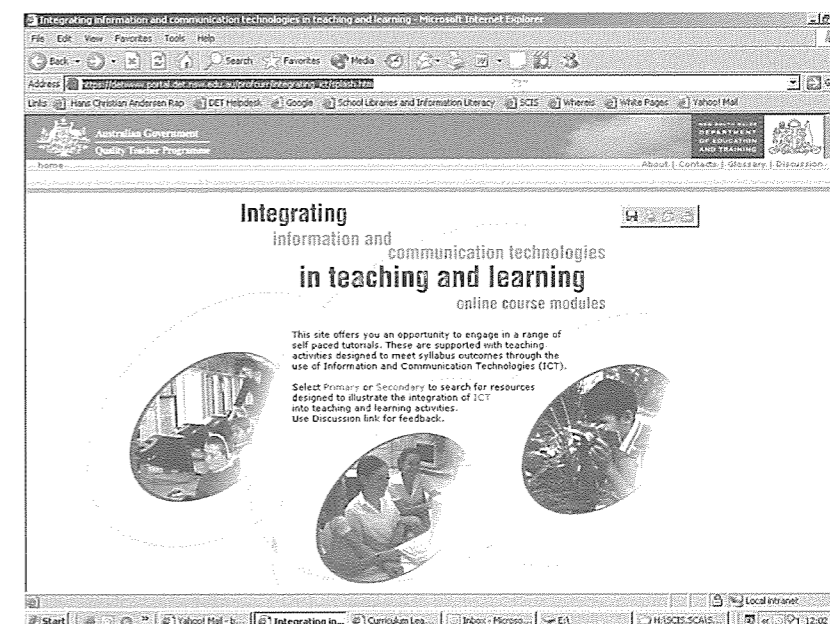 Integrating information and communication technologies in teaching and learning - Microsoft Internet Explorer
File Edit View Favorites Tools Help
Back Search Favorites Media
Address
Links Hans Christian Andersen Rap DET Helpdesk Google School Libraries and Information Literacy SCIS Whereis White Pages Yahoo! Mail
Australian Government
Quality Teacher Programme
NEW SOUTH WALES
DEPARTMENT
OF EDUCATION
AND TRAINING
home About | Contacts | Glossary | Discussion
Integrating
information and
communication technologies
in teaching and learning
online course modules
This site offers you an opportunity to engage in a range of
self paced tutorials. These are supported with teaching
activities designed to meet syllabus outcomes through the
use of Information and Communication Technologies (ICT).
Select Primary or Secondary to search for resources
designed to illustrate the integration of ICT
into teaching and learning activities.
Use Discussion link for feedback.
Local intranet
Start Yahoo! Mail - b... Integrating in... Curriculum Lea... Inbox - Microso... E:\ H:\SCIS\SCAN... 12:02